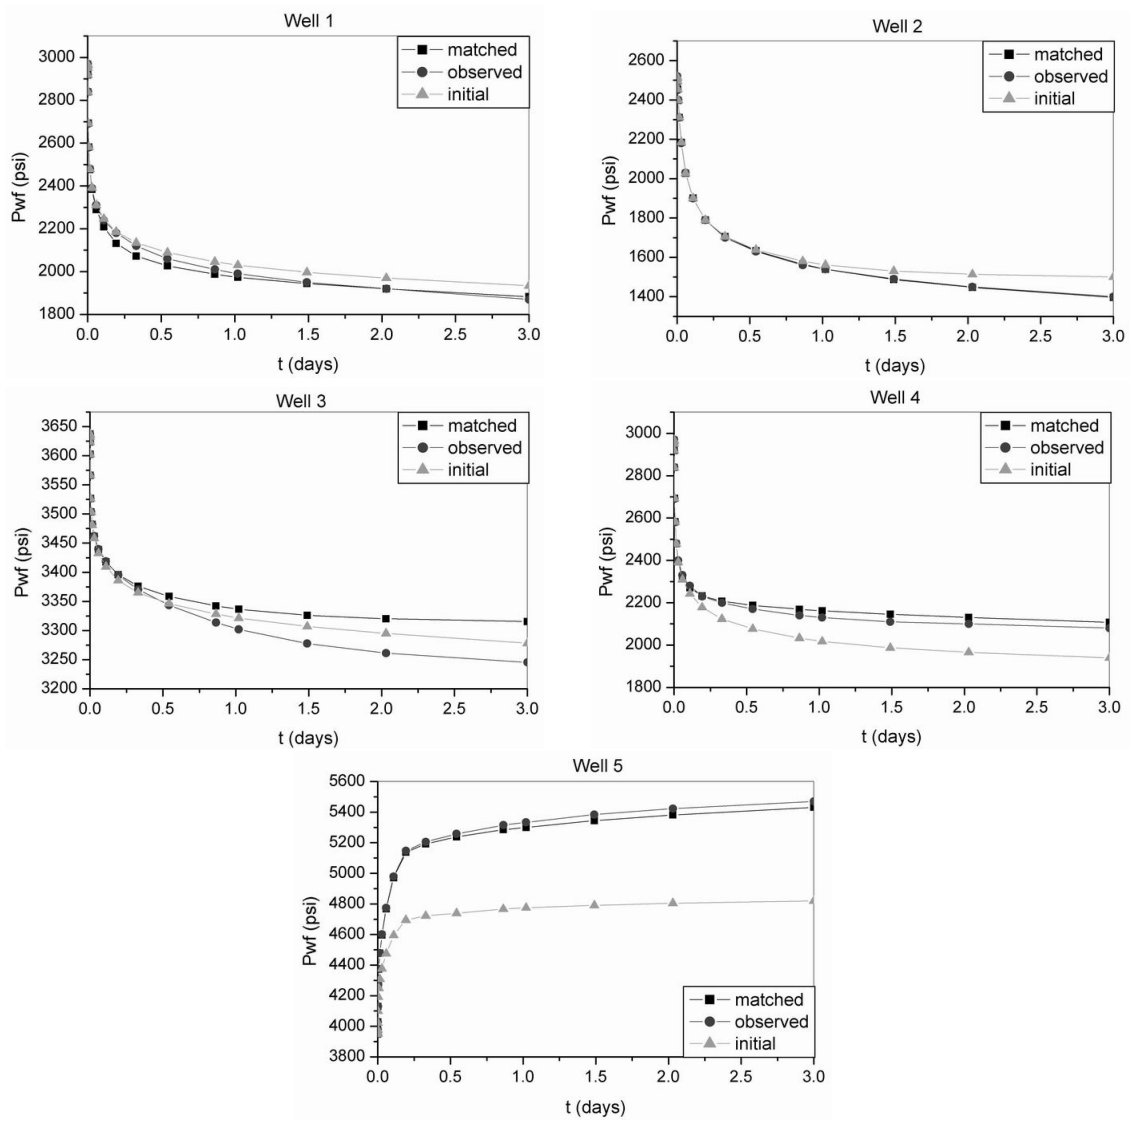 Well 1
matched
observed
initial
3000
2800
2600
2400
2200
2000
1800
Pwf (psi)
0.0 0.5 1.0 1.5 2.0 2.5 3.0
t (days)
Well 2
matched
observed
initial
2600
2400
2200
2000
1800
1600
1400
Pwf (psi)
0.0 0.5 1.0 1.5 2.0 2.5 3.0
t (days)
Well 3
matched
observed
initial
3650
3600
3550
3500
3450
3400
3350
3300
3250
3200
Pwf (psi)
0.0 0.5 1.0 1.5 2.0 2.5 3.0
t (days)
Well 4
matched
observed
initial
3000
2800
2600
2400
2200
2000
1800
Pwf (psi)
0.0 0.5 1.0 1.5 2.0 2.5 3.0
t (days)
Well 5
5600
5400
5200
5000
4800
4600
4400
4200
4000
3800
Pwf (psi)
matched
observed
initial
0.0 0.5 1.0 1.5 2.0 2.5 3.0
t (days)